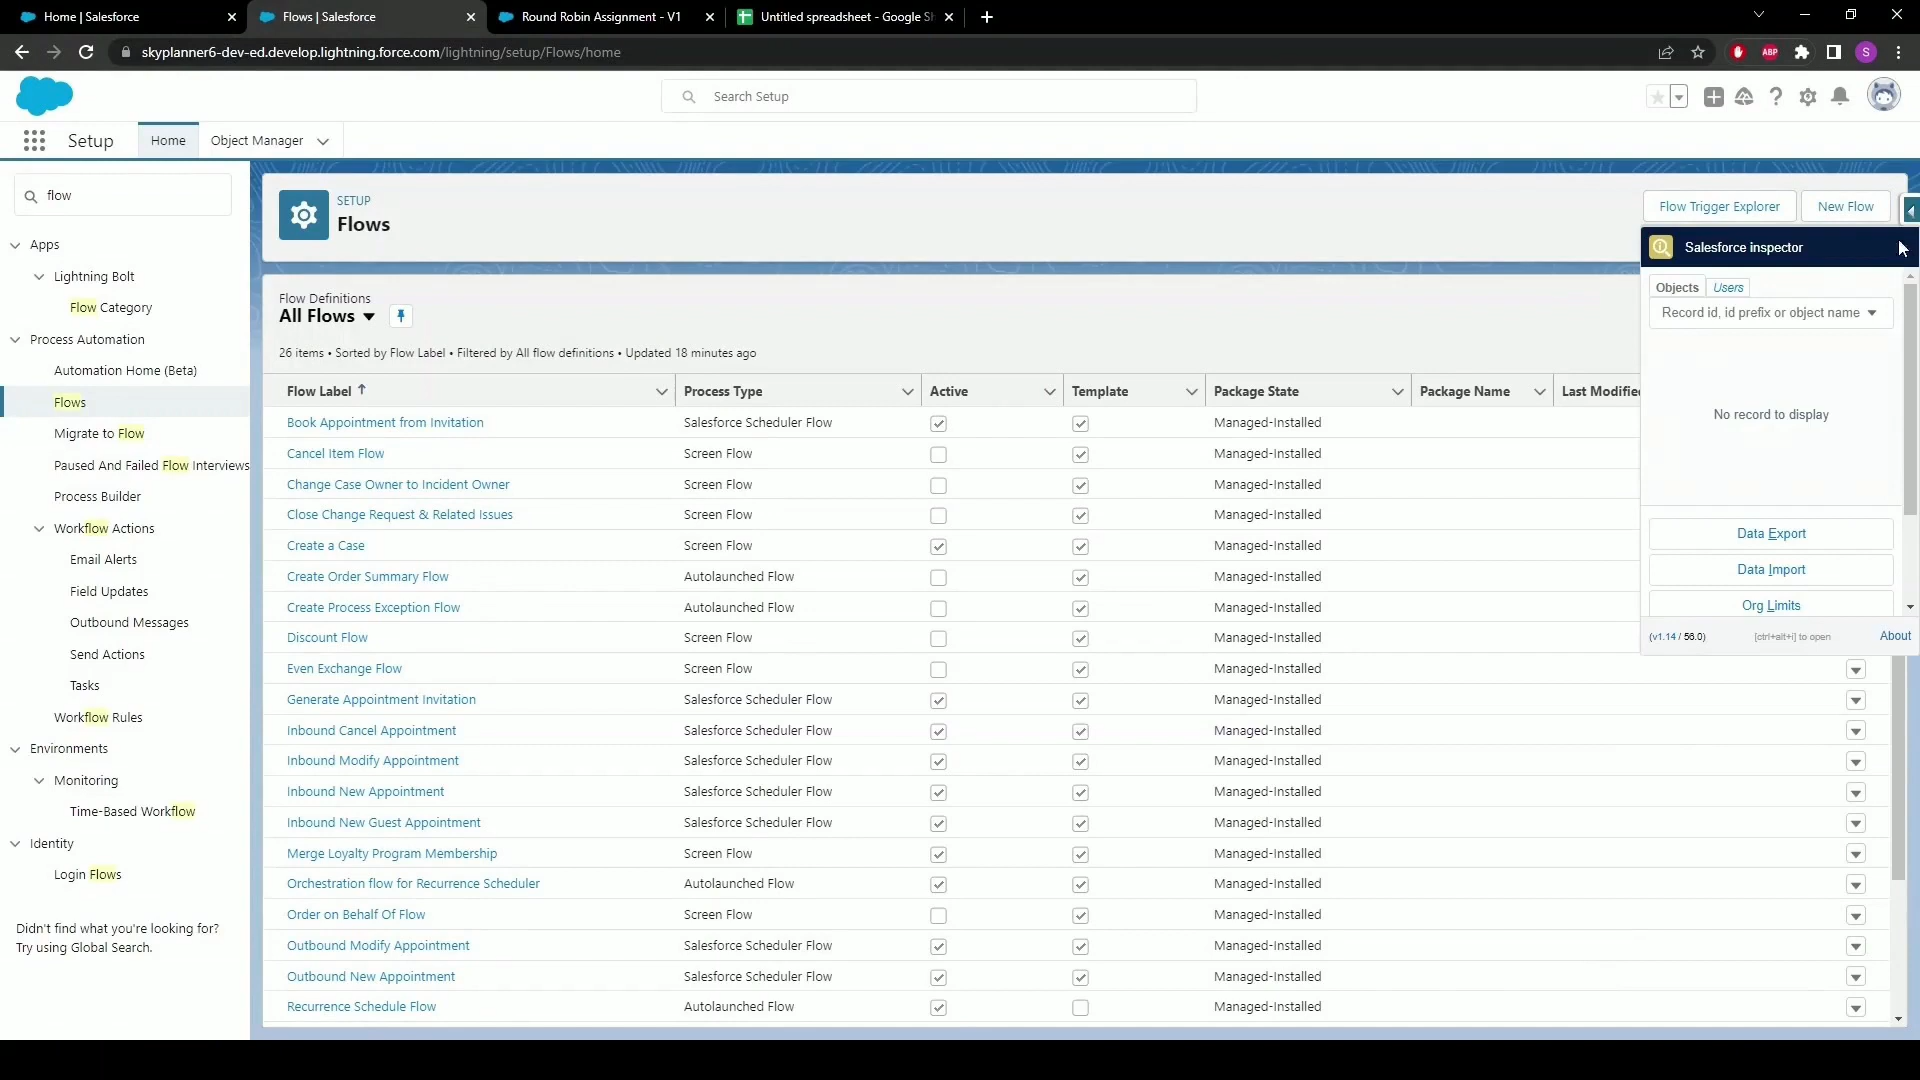 Home | Salesforce
Flows | Salesforce
Round Robin Assignment - V1
Untitled spreadsheet - Google Sh
skyplanner6-dev-ed.develop.lightning.force.com/lightning/setup/Flows/home
ABP
S
Search Setup
Setup
Home
Object Manager
flow
Apps
Lightning Bolt
Flow Category
Process Automation
Automation Home (Beta)
Flows
Migrate to Flow
Paused And Failed Flow Interviews
Process Builder
Workflow Actions
Email Alerts
Field Updates
Outbound Messages
Send Actions
Tasks
Workflow Rules
Environments
Monitoring
Time-Based Workflow
Identity
Login Flows
Didn't find what you're looking for?
Try using Global Search.
SETUP
Flows
Flow Trigger Explorer
New Flow
Flow Definitions
All Flows
26 items • Sorted by Flow Label • Filtered by All flow definitions • Updated 18 minutes ago
Flow Label Process Type Active Template Package State Package Name Last Modified
Book Appointment from Invitation Salesforce Scheduler Flow Managed-Installed
Cancel Item Flow Screen Flow Managed-Installed
Change Case Owner to Incident Owner Screen Flow Managed-Installed
Close Change Request & Related Issues Screen Flow Managed-Installed
Create a Case Screen Flow Managed-Installed
Create Order Summary Flow Autolaunched Flow Managed-Installed
Create Process Exception Flow Autolaunched Flow Managed-Installed
Discount Flow Screen Flow Managed-Installed
Even Exchange Flow Screen Flow Managed-Installed
Generate Appointment Invitation Salesforce Scheduler Flow Managed-Installed
Inbound Cancel Appointment Salesforce Scheduler Flow Managed-Installed
Inbound Modify Appointment Salesforce Scheduler Flow Managed-Installed
Inbound New Appointment Salesforce Scheduler Flow Managed-Installed
Inbound New Guest Appointment Salesforce Scheduler Flow Managed-Installed
Merge Loyalty Program Membership Screen Flow Managed-Installed
Orchestration flow for Recurrence Scheduler Autolaunched Flow Managed-Installed
Order on Behalf Of Flow Screen Flow Managed-Installed
Outbound Modify Appointment Salesforce Scheduler Flow Managed-Installed
Outbound New Appointment Salesforce Scheduler Flow Managed-Installed
Recurrence Schedule Flow Autolaunched Flow Managed-Installed
Salesforce inspector
Objects Users
Record id, id prefix or object name
No record to display
Data Export
Data Import
Org Limits
(v1.14 / 56.0) [ctrl+alt+i] to open About